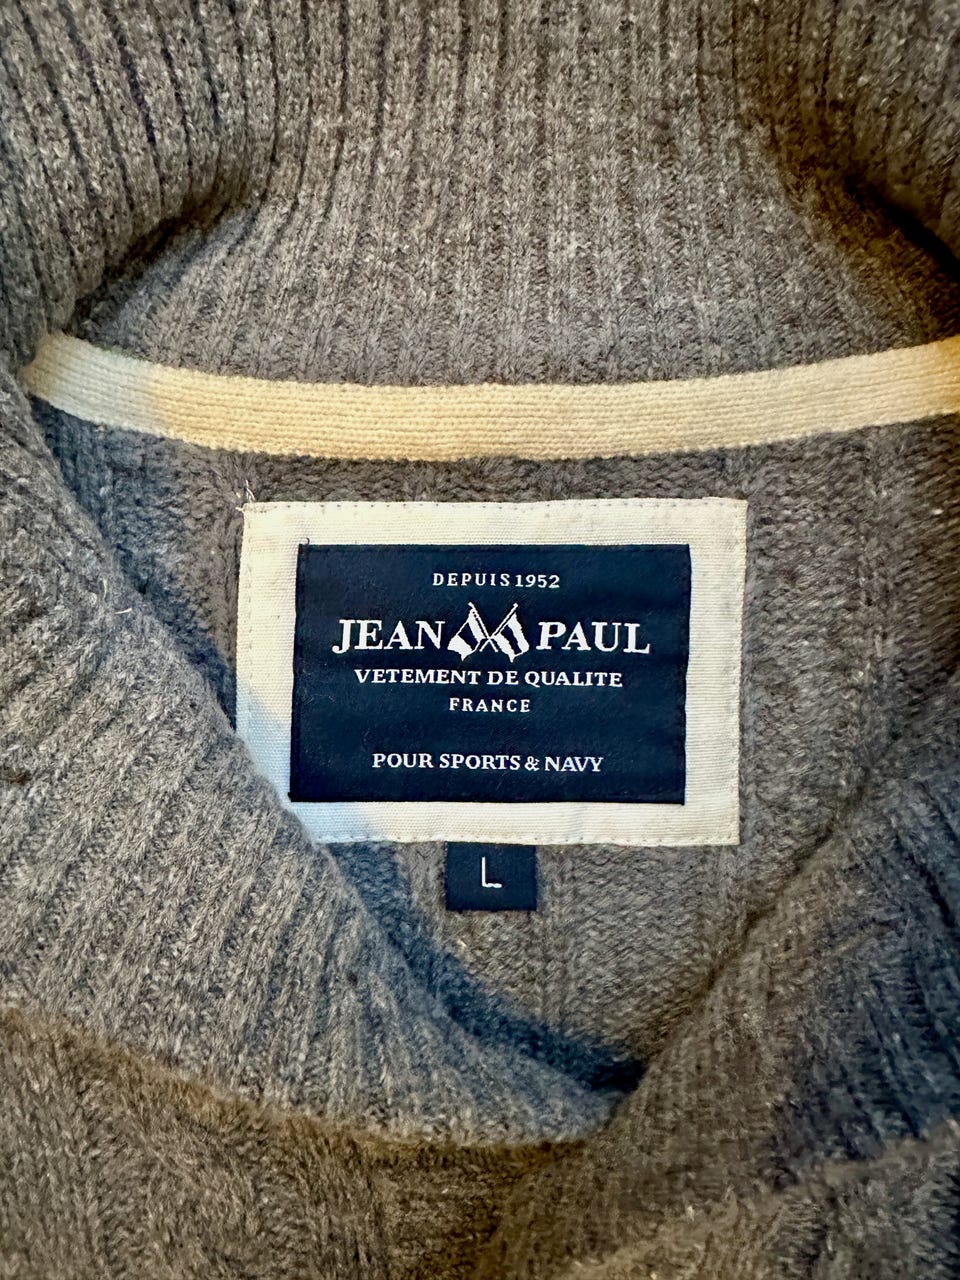 DEPUIS 1952
JEAN PAUL
VETEMENT DE QUALITE
FRANCE
POUR SPORTS & NAVY
L